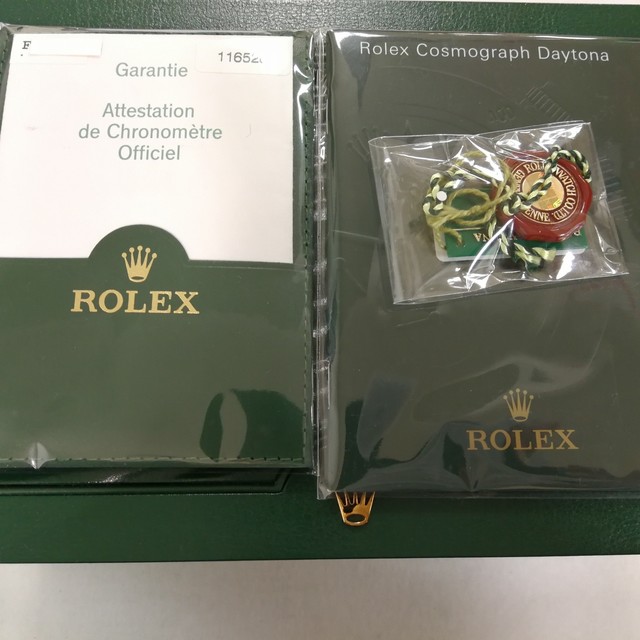 F
11652
Garantie
Attestation
de Chronomètre
Officiel
ROLEX
Rolex Cosmograph Daytona
ROLEX